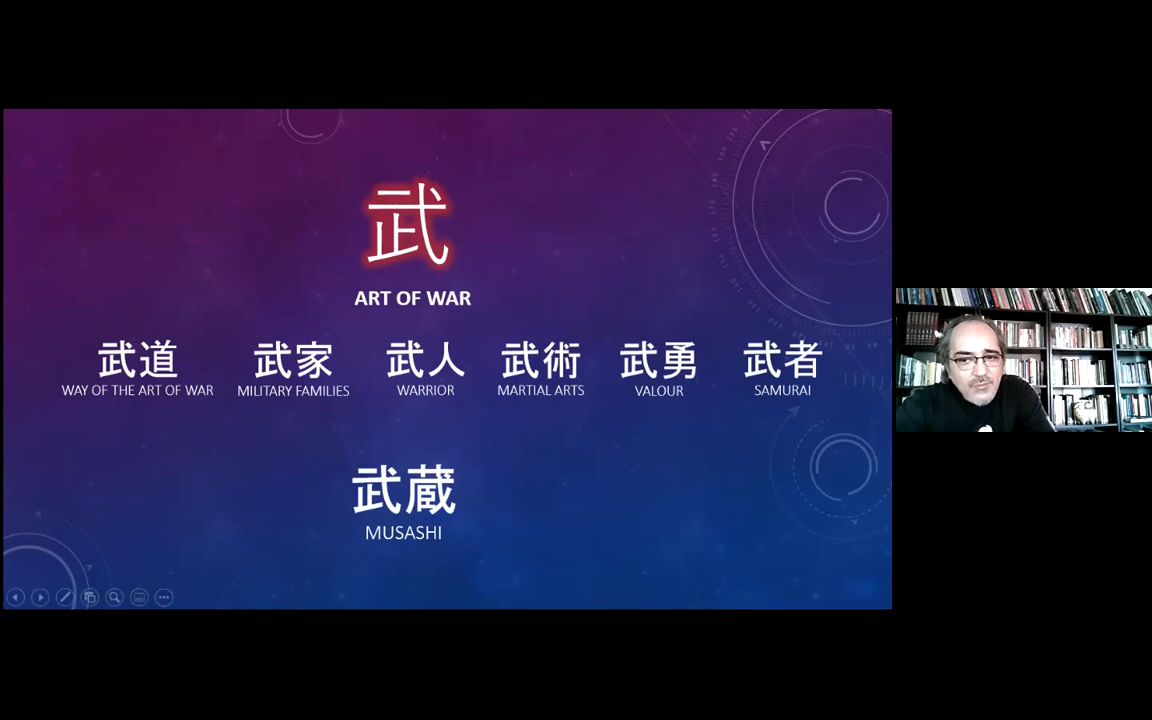 武
ART OF WAR
武道 武家 武人 武術 武勇 武者
WAY OF THE ART OF WAR MILITARY FAMILIES WARRIOR MARTIAL ARTS VALOUR SAMURAI
武蔵
MUSASHI